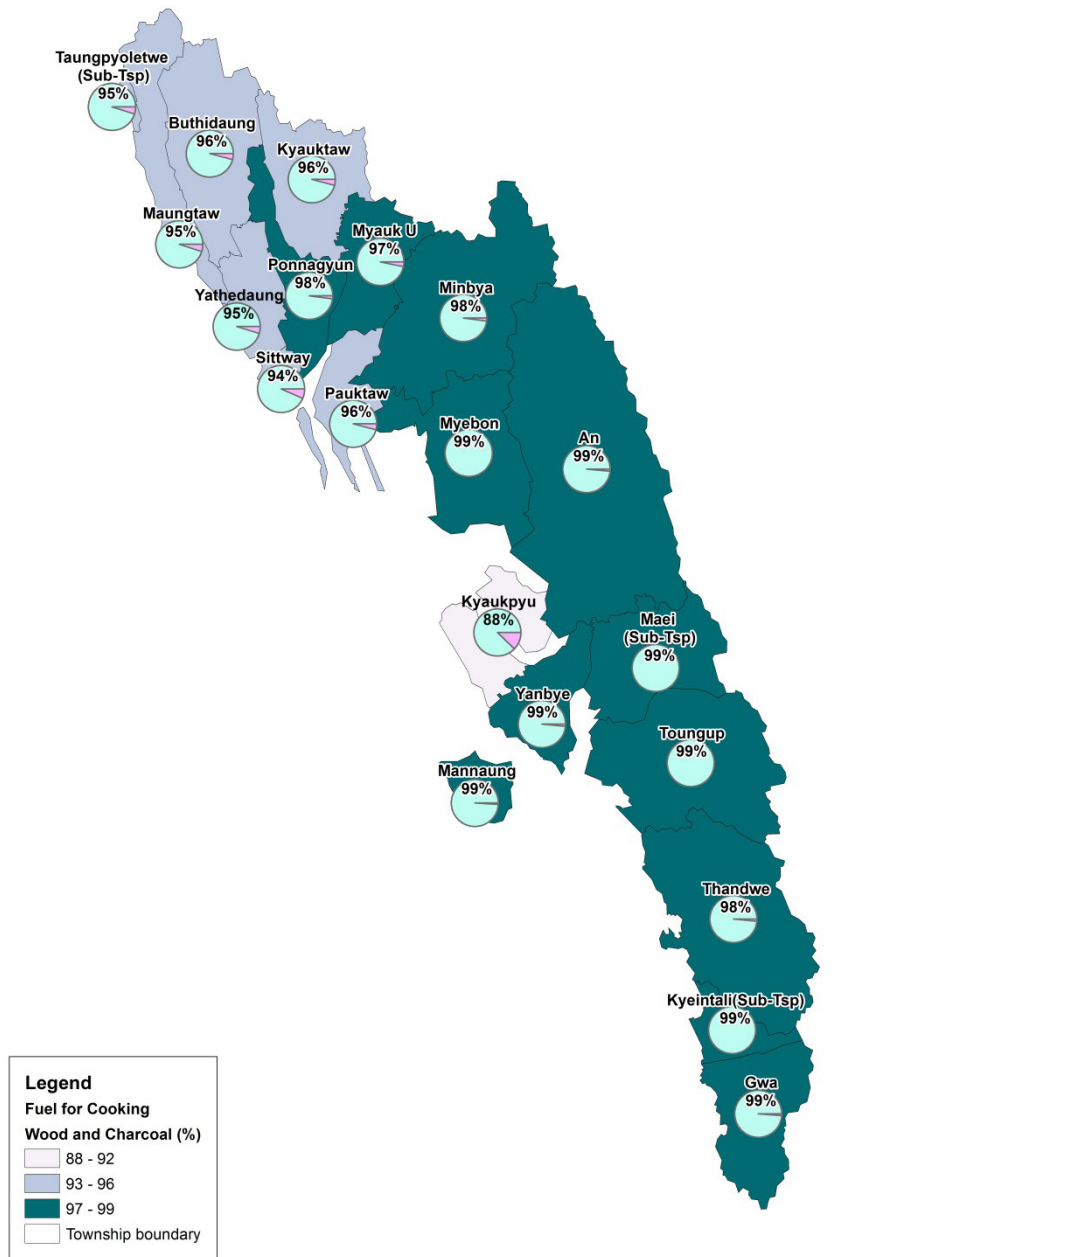 Taungpyoletwe
(Sub-Tsp)
95%
Buthidaung
96%
Kyauktaw
96%
Maungtaw
95%
Myauk U
97%
Ponnagyun
98%
Minbya
98%
Yathedaung
95%
Sittway
94%
Pauktaw
96%
Myebon
99%
An
99%
Kyaukpyu
88%
Maei
(Sub-Tsp)
99%
Yanbye
99%
Toungup
99%
Mannaung
99%
Thandwe
98%
Kyeintali(Sub-Tsp)
99%
Gwa
99%
Legend
Fuel for Cooking
Wood and Charcoal (%)
88 - 92
93 - 96
97 - 99
Township boundary